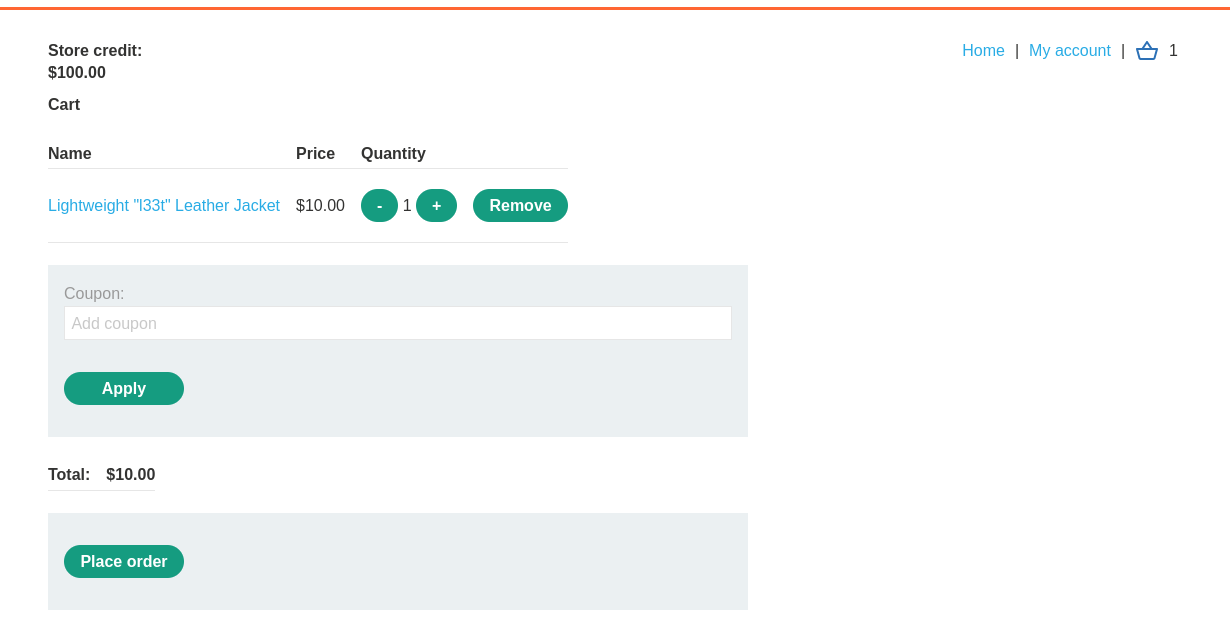 Store credit:
$100.00
Home | My account | 1
Cart
Name Price Quantity
Lightweight "l33t" Leather Jacket $10.00 - 1 + Remove
Coupon:
Add coupon
Apply
Total: $10.00
Place order